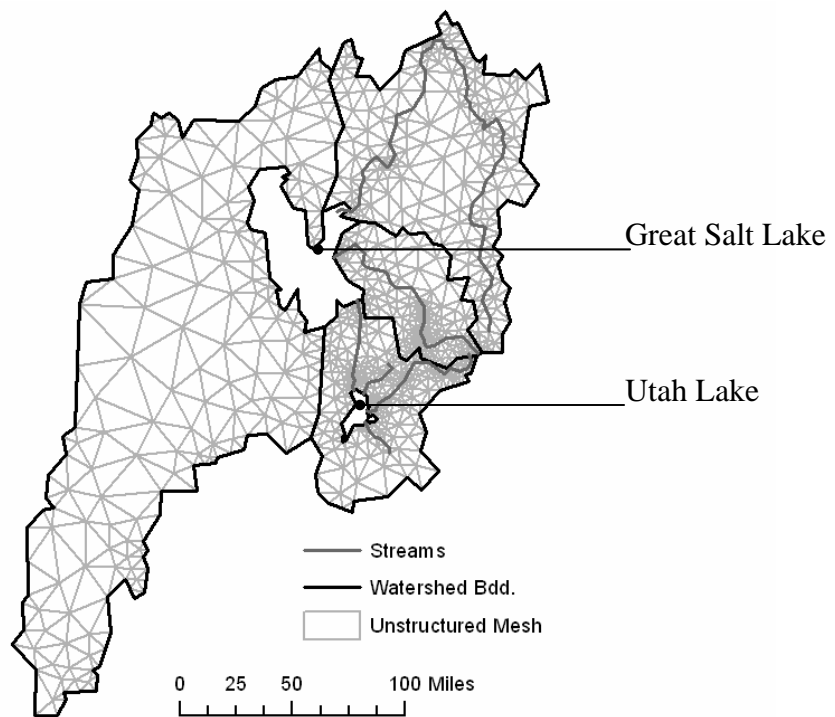 Great Salt Lake
Utah Lake
Streams
Watershed Bdd.
Unstructured Mesh
0 25 50 100 Miles